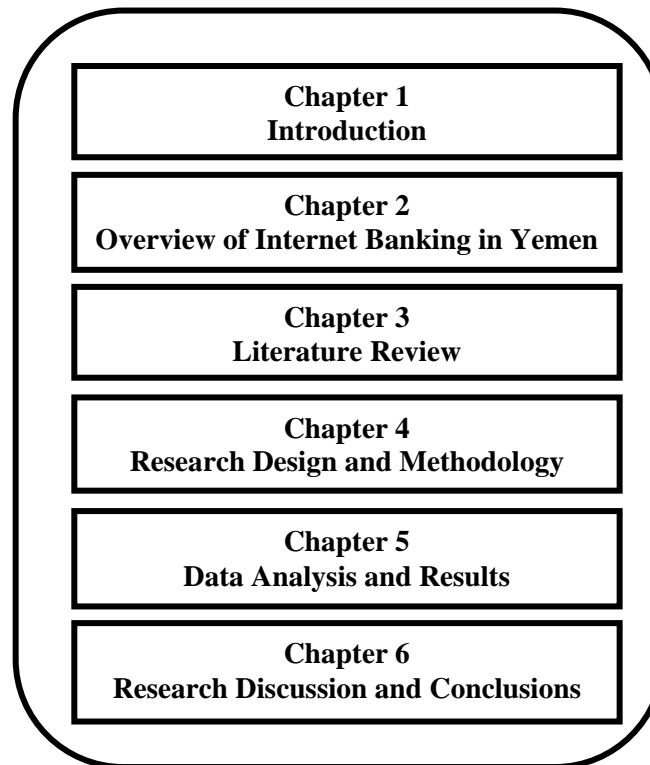 Chapter 1
Introduction
Chapter 2
Overview of Internet Banking in Yemen
Chapter 3
Literature Review
Chapter 4
Research Design and Methodology
Chapter 5
Data Analysis and Results
Chapter 6
Research Discussion and Conclusions